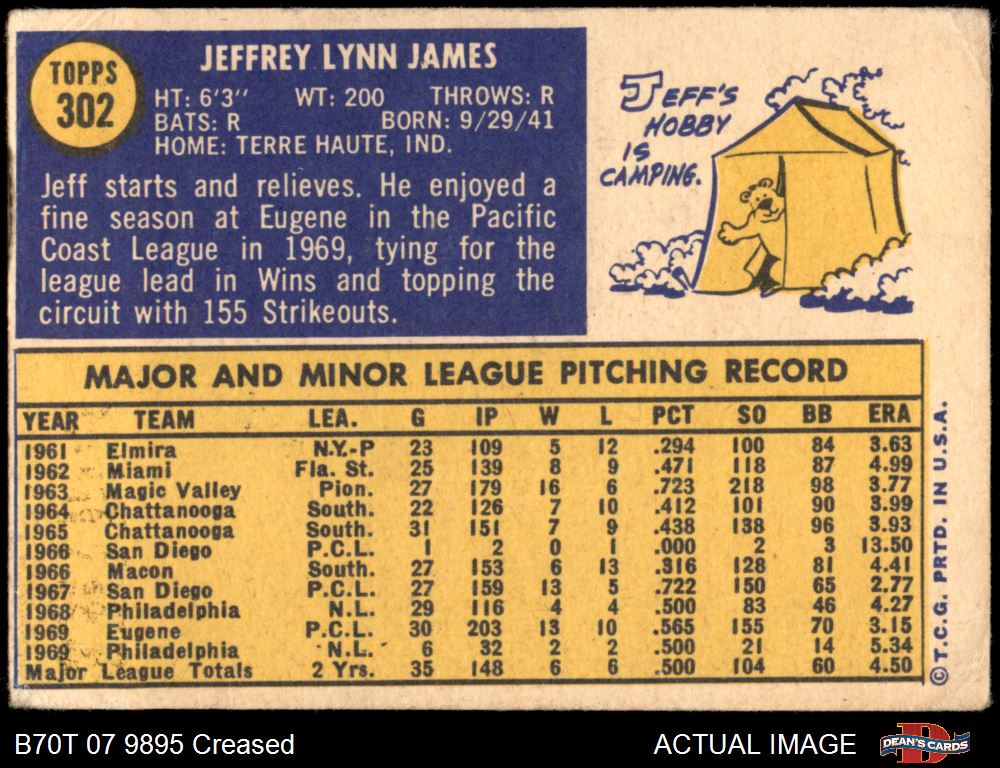 TOPPS
302
JEFFREY LYNN JAMES
HT: 6'3" WT: 200 THROWS: R
BATS: R BORN: 9/29/41
HOME: TERRE HAUTE, IND.
Jeff starts and relieves. He enjoyed a
fine season at Eugene in the Pacific
Coast League in 1969, tying for the
league lead in Wins and topping the
circuit with 155 Strikeouts.
JEFF'S
HOBBY
IS
CAMPING.
MAJOR AND MINOR LEAGUE PITCHING RECORD
YEAR TEAM LEA. G IP W L PCT SO BB ERA
1961 Elmira N.Y.-P 23 109 5 12 .294 100 84 3.63
1962 Miami Fla. St. 25 139 8 9 .471 118 87 4.99
1963 Magic Valley Pion. 27 179 16 6 .723 218 98 3.77
1964 Chattanooga South. 22 126 7 10 .412 101 90 3.99
1965 Chattanooga South. 31 151 7 9 .438 138 96 3.93
1966 San Diego P.C.L. 1 2 0 1 .000 2 3 13.50
1966 Macon South. 27 153 6 13 .316 128 81 4.41
1967 San Diego P.C.L. 27 159 13 5 .722 150 65 2.77
1968 Philadelphia N.L. 29 116 4 4 .500 83 46 4.27
1969 Eugene P.C.L. 30 203 13 10 .565 155 70 3.15
1969 Philadelphia N.L. 6 32 2 2 .500 21 14 5.34
Major League Totals 2 Yrs. 35 148 6 6 .500 104 60 4.50
© T.C.G. PRTD. IN U.S.A.
B70T 07 9895 Creased
ACTUAL IMAGE
B
DEAN'S CARDS